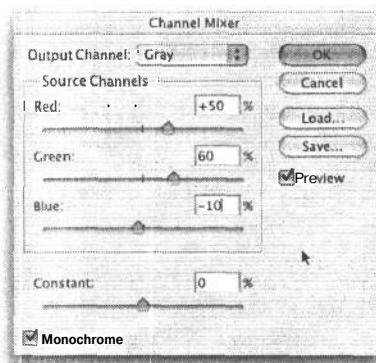 Channel Mixer
Output Channel: Gray
OK
Source Channels
Cancel
Red: +50 %
Load...
Green: 60 %
Save...
Preview
Blue: -10 %
Constant: 0 %
Monochrome